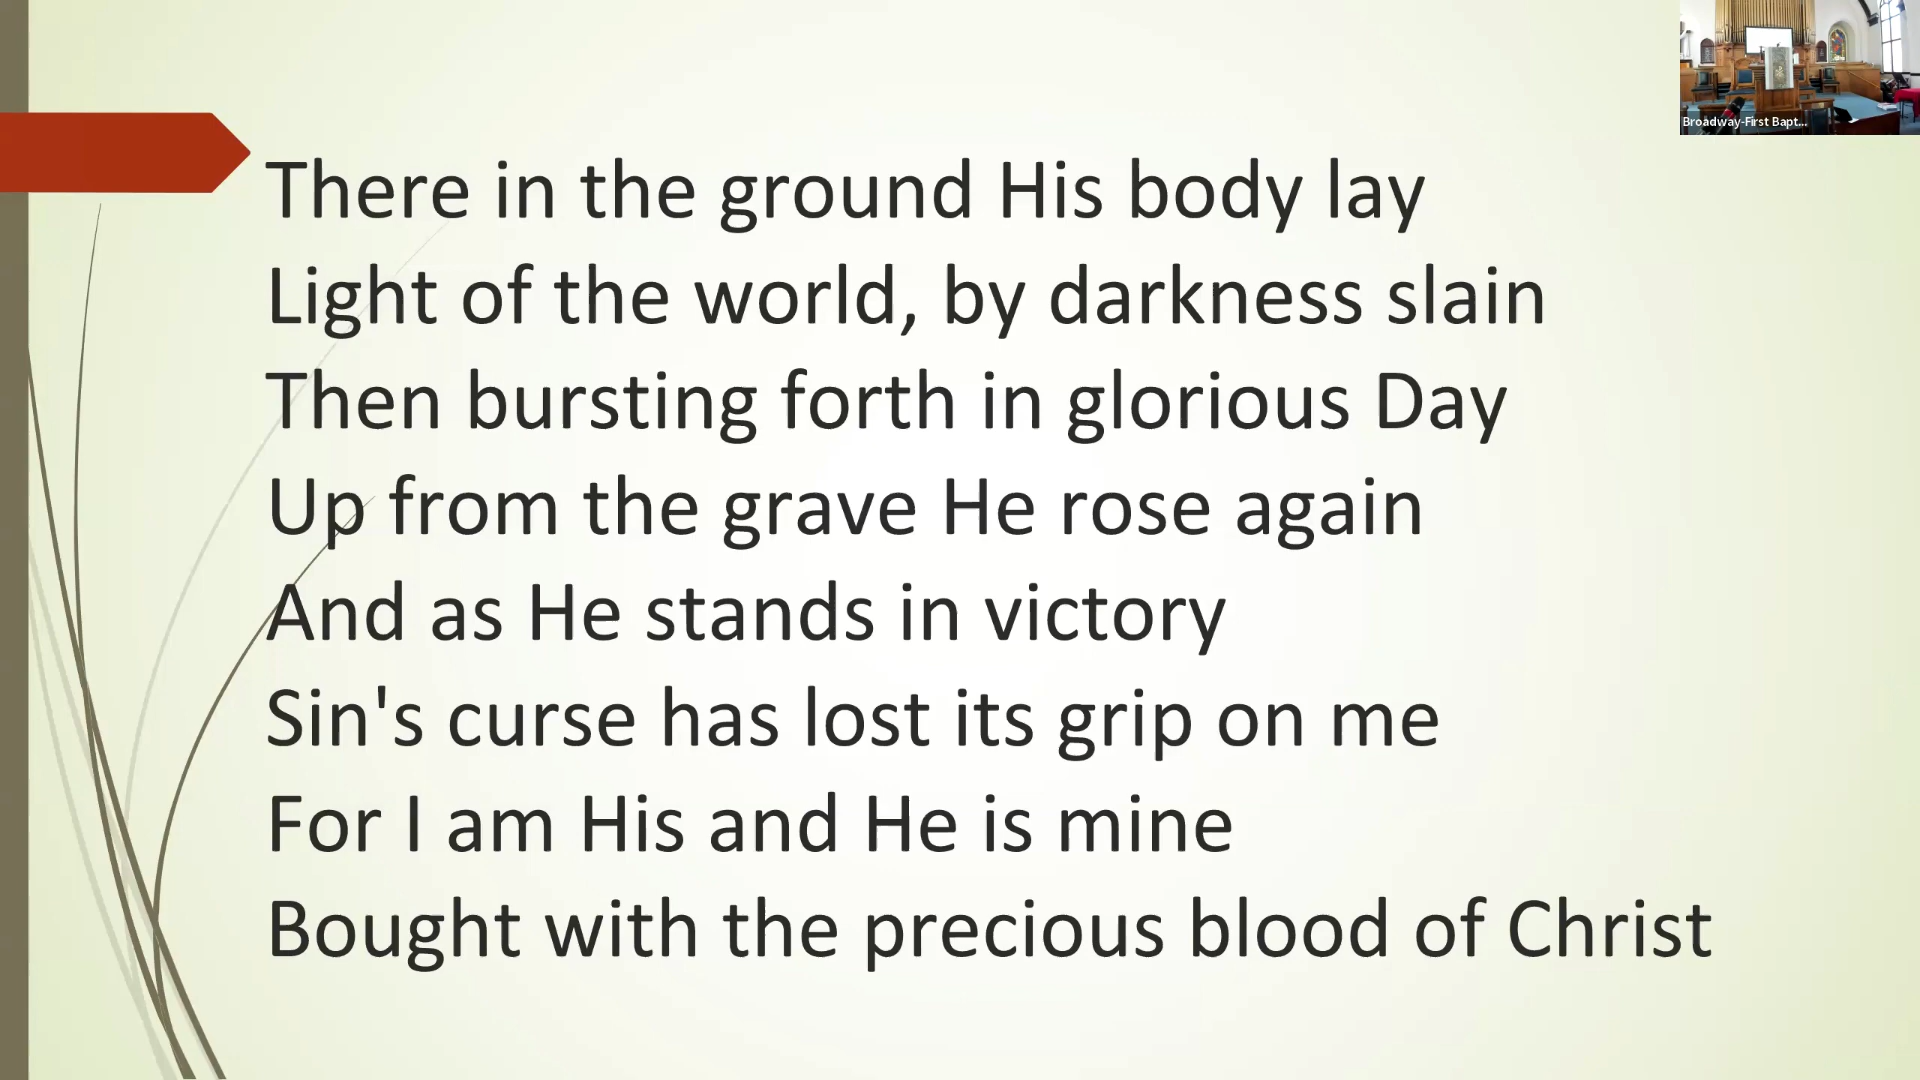 Broadway-First Bapt...
There in the ground His body lay
Light of the world, by darkness slain
Then bursting forth in glorious Day
Up from the grave He rose again
And as He stands in victory
Sin's curse has lost its grip on me
For I am His and He is mine
Bought with the precious blood of Christ